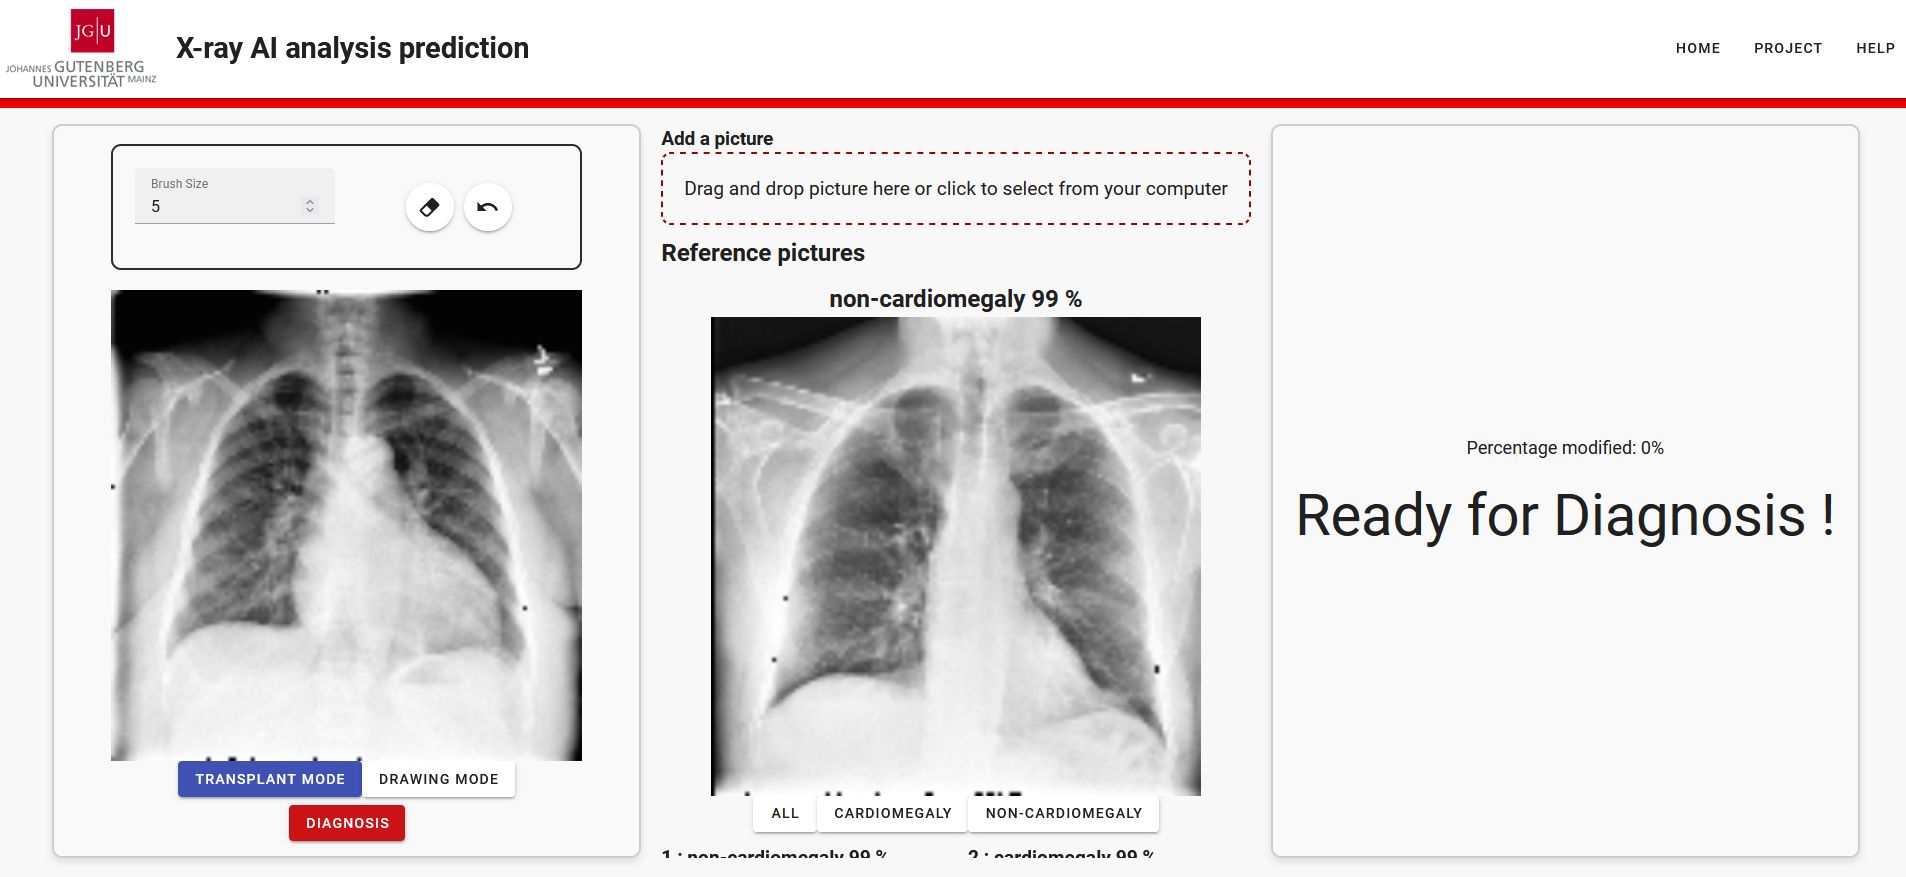 JG|U
JOHANNES GUTENBERG
UNIVERSITÄT MAINZ
X-ray AI analysis prediction
HOME
PROJECT
HELP
Brush Size
5
TRANSPLANT MODE
DRAWING MODE
DIAGNOSIS
Add a picture
Drag and drop picture here or click to select from your computer
Reference pictures
non-cardiomegaly 99 %
ALL
CARDIOMEGALY
NON-CARDIOMEGALY
1 : non-cardiomegaly 99 %
2 : cardiomegaly 99 %
Percentage modified: 0%
Ready for Diagnosis !